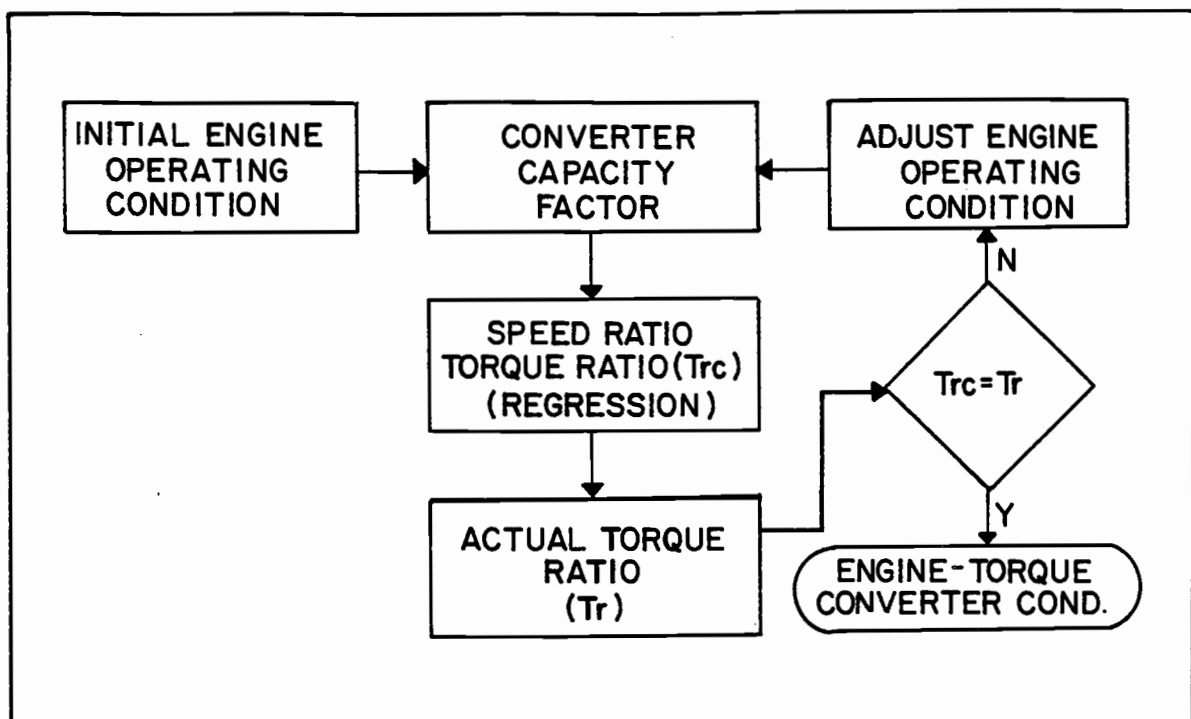 INITIAL ENGINE
OPERATING
CONDITION
CONVERTER
CAPACITY
FACTOR
ADJUST ENGINE
OPERATING
CONDITION
SPEED RATIO
TORQUE RATIO (Trc)
(REGRESSION)
ACTUAL TORQUE
RATIO
(Tr)
N
Trc = Tr
Y
ENGINE-TORQUE
CONVERTER COND.